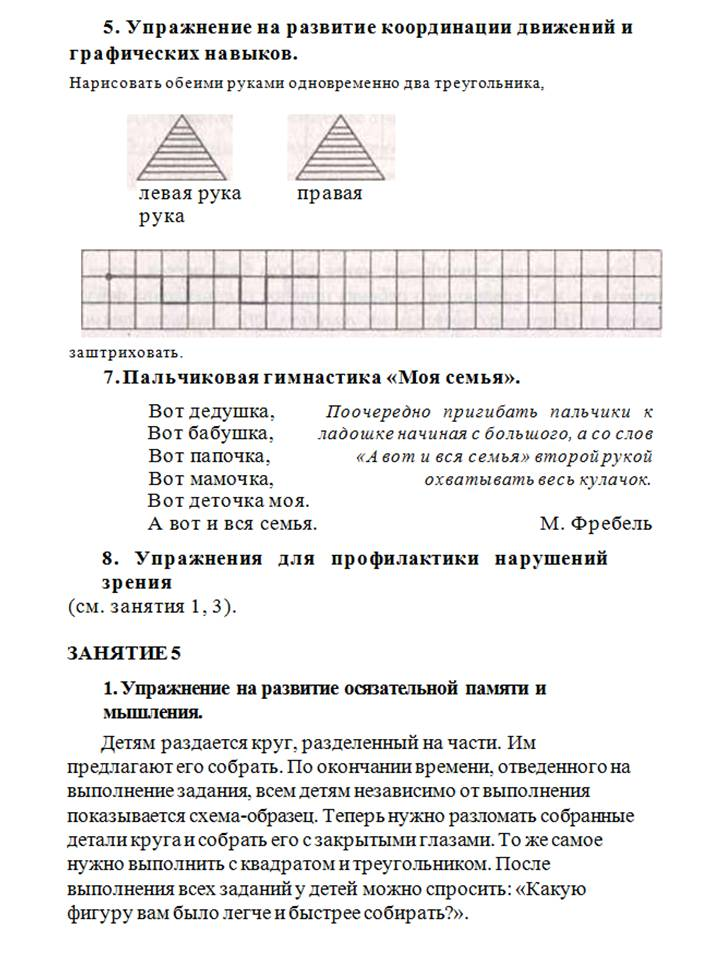 5. Упражнение на развитие координации движений и
графических навыков.
Нарисовать обеими руками одновременно два треугольника,
левая рука правая
рука
заштриховать.
7. Пальчиковая гимнастика «Моя семья».
Вот дедушка, Поочередно пригибать пальчики к
Вот бабушка, ладошке начиная с большого, а со слов
Вот папочка, «А вот и вся семья» второй рукой
Вот мамочка, охватывать весь кулачок.
Вот деточка моя.
А вот и вся семья. М. Фребель
8. Упражнения для профилактики нарушений
зрения
(см. занятия 1, 3).
ЗАНЯТИЕ 5
1. Упражнение на развитие осязательной памяти и
мышления.
Детям раздается круг, разделенный на части. Им
предлагают его собрать. По окончании времени, отведенного на
выполнение задания, всем детям независимо от выполнения
показывается схема-образец. Теперь нужно разломать собранные
детали круга и собрать его с закрытыми глазами. То же самое
нужно выполнить с квадратом и треугольником. После
выполнения всех заданий у детей можно спросить: «Какую
фигуру вам было легче и быстрее собирать?».